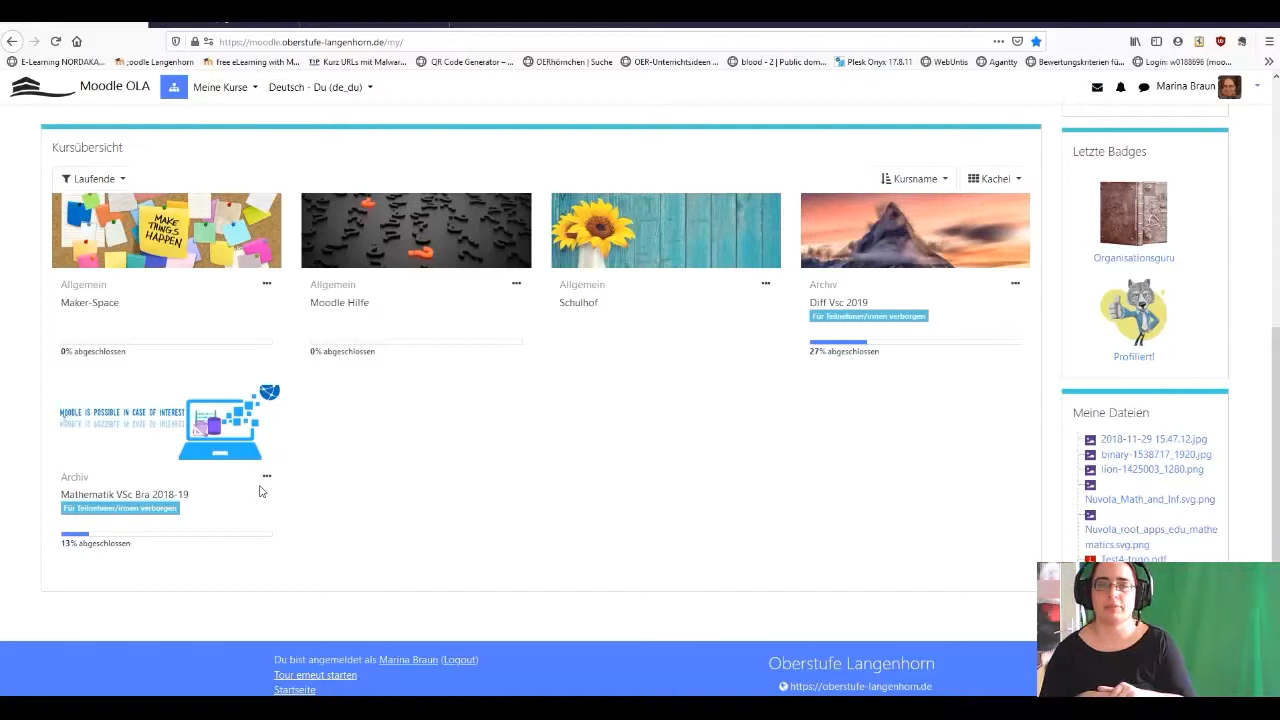 https://moodle.oberstufe-langenhorn.de/my/
E-Learning NORDAKA...
free eLearning with M...
Kurz URLs mit Malwar...
QR Code Generator – ...
OERhörnchen | Suche
OER-Unterrichtsideen ...
blood - 2 | Public dom...
Plesk Onyx 17.8.11
WebUntis
Agantty
Bewertungskriterien für...
Login: w0188696 (moo...
Moodle OLA
Meine Kurse
Deutsch - Du (de_du)
Marina Braun
Kursübersicht
Laufende
Kursname
Kachel
MAKE THINGS HAPPEN
Allgemein
Maker-Space
0% abgeschlossen
Allgemein
Moodle Hilfe
0% abgeschlossen
Allgemein
Schulhof
Archiv
Diff Vsc 2019
Für Teilnehmer/innen verborgen
27% abgeschlossen
MOODLE IS POSSIBLE IN CASE OF INTEREST
Archiv
Mathematik VSc Bra 2018-19
Für Teilnehmer/innen verborgen
13% abgeschlossen
Letzte Badges
Organisationsguru
Profiliert!
Meine Dateien
2018-11-29 15.47.12.jpg
binary-1538717_1920.jpg
lion-1425003_1280.png
Nuvola_Math_and_Inf.svg.png
Nuvola_root_apps_edu_mathe
matics.svg.png
Test4-trigo.pdf
Du bist angemeldet als Marina Braun (Logout)
Tour erneut starten
Startseite
Oberstufe Langenhorn
https://oberstufe-langenhorn.de